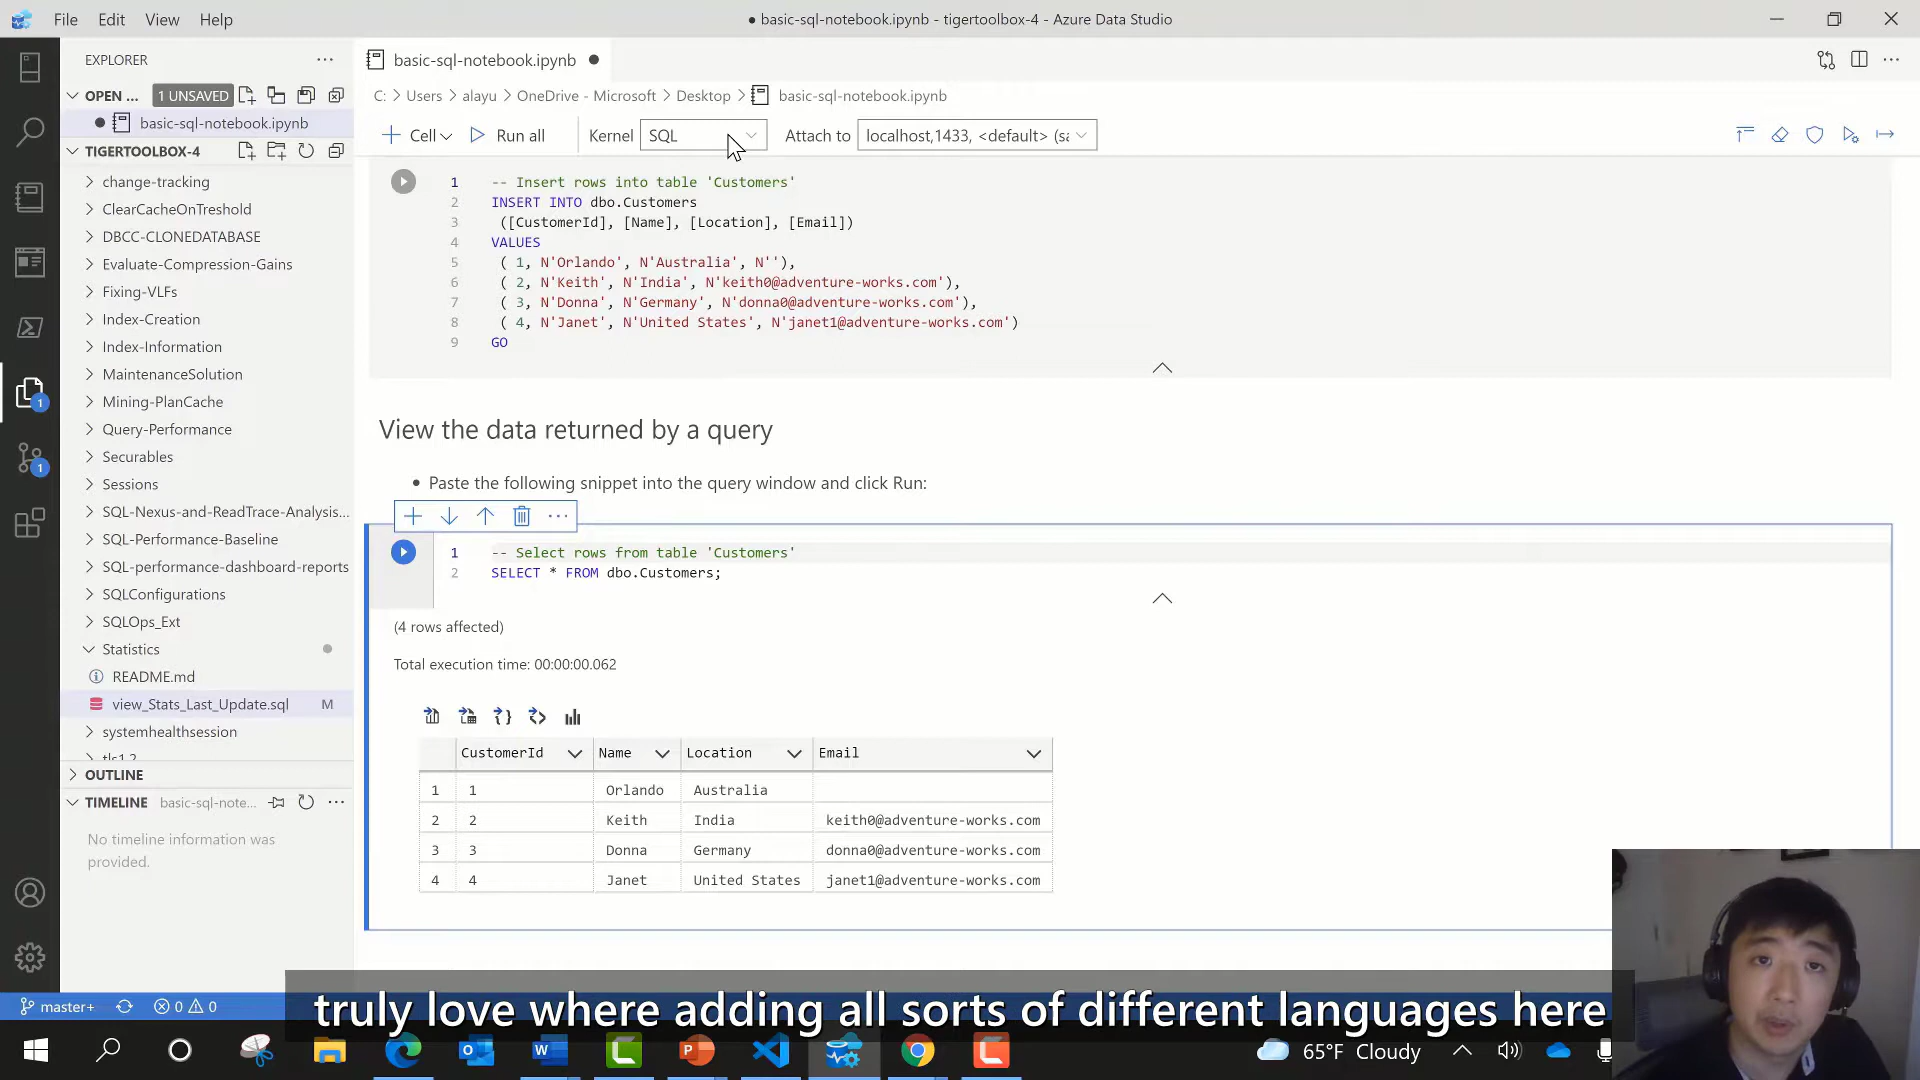 File Edit View Help
● basic-sql-notebook.ipynb - tigertoolbox-4 - Azure Data Studio
EXPLORER
OPEN ... 1 UNSAVED
basic-sql-notebook.ipynb
TIGERTOOLBOX-4
change-tracking
ClearCacheOnTreshold
DBCC-CLONEDATABASE
Evaluate-Compression-Gains
Fixing-VLFs
Index-Creation
Index-Information
MaintenanceSolution
Mining-PlanCache
Query-Performance
Securables
Sessions
SQL-Nexus-and-ReadTrace-Analysis...
SQL-Performance-Baseline
SQL-performance-dashboard-reports
SQLConfigurations
SQLOps_Ext
Statistics
README.md
view_Stats_Last_Update.sql M
systemhealthsession
tls1.2
OUTLINE
TIMELINE basic-sql-note...
No timeline information was
provided.
1
1
basic-sql-notebook.ipynb
C: > Users > alayu > OneDrive - Microsoft > Desktop > basic-sql-notebook.ipynb
Cell Run all Kernel SQL Attach to localhost,1433, <default> (sa
1 -- Insert rows into table 'Customers'
2 INSERT INTO dbo.Customers
3 ([CustomerId], [Name], [Location], [Email])
4 VALUES
5 ( 1, N'Orlando', N'Australia', N''),
6 ( 2, N'Keith', N'India', N'keith0@adventure-works.com'),
7 ( 3, N'Donna', N'Germany', N'donna0@adventure-works.com'),
8 ( 4, N'Janet', N'United States', N'janet1@adventure-works.com')
9 GO
View the data returned by a query
• Paste the following snippet into the query window and click Run:
1 -- Select rows from table 'Customers'
2 SELECT * FROM dbo.Customers;
(4 rows affected)
Total execution time: 00:00:00.062
CustomerId Name Location Email
1 1 Orlando Australia
2 2 Keith India keith0@adventure-works.com
3 3 Donna Germany donna0@adventure-works.com
4 4 Janet United States janet1@adventure-works.com
master+ 0 0
truly love where adding all sorts of different languages here
65°F Cloudy